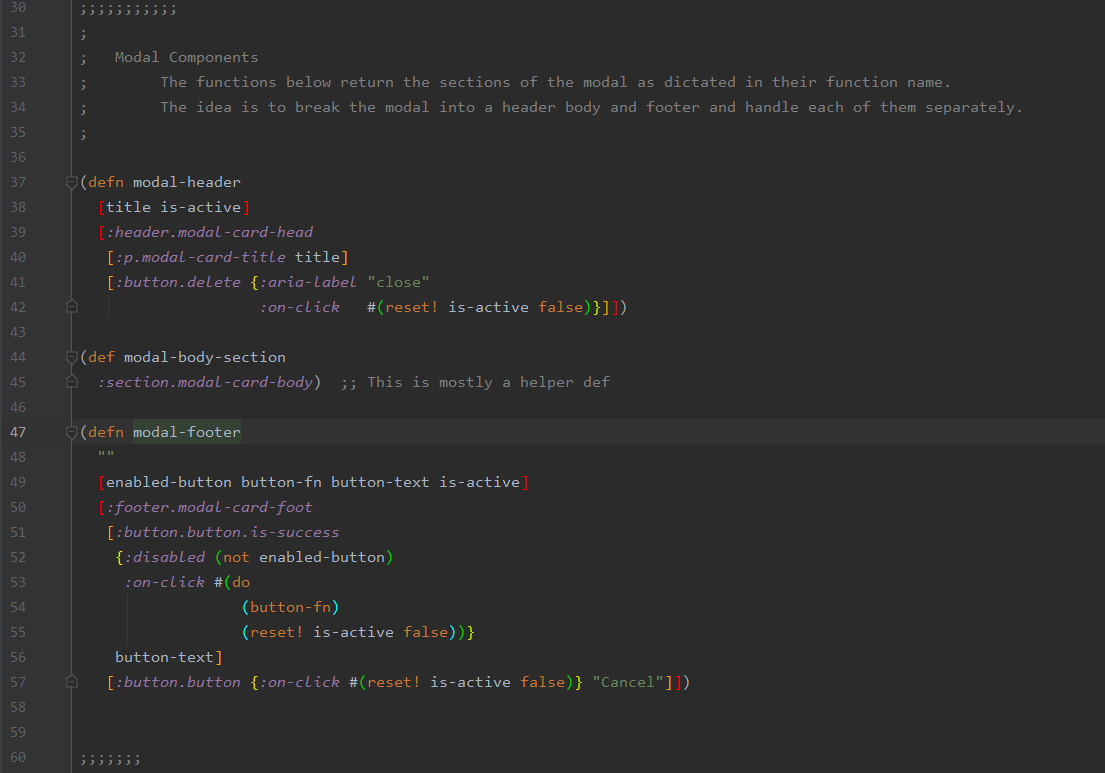 30 ;;;;;;;;;;;
31 ;
32 ;   Modal Components
33 ;        The functions below return the sections of the modal as dictated in their function name.
34 ;        The idea is to break the modal into a header body and footer and handle each of them separately.
35 ;
36
37 (defn modal-header
38   [title is-active]
39   [:header.modal-card-head
40    [:p.modal-card-title title]
41    [:button.delete {:aria-label "close"
42                     :on-click   #(reset! is-active false)}]])
43
44 (def modal-body-section
45   :section.modal-card-body)  ;; This is mostly a helper def
46
47 (defn modal-footer
48   ""
49   [enabled-button button-fn button-text is-active]
50   [:footer.modal-card-foot
51    [:button.button.is-success
52     {:disabled (not enabled-button)
53      :on-click #(do
54                   (button-fn)
55                   (reset! is-active false))}
56     button-text]
57    [:button.button {:on-click #(reset! is-active false)} "Cancel"]])
58
59
60 ;;;;;;;